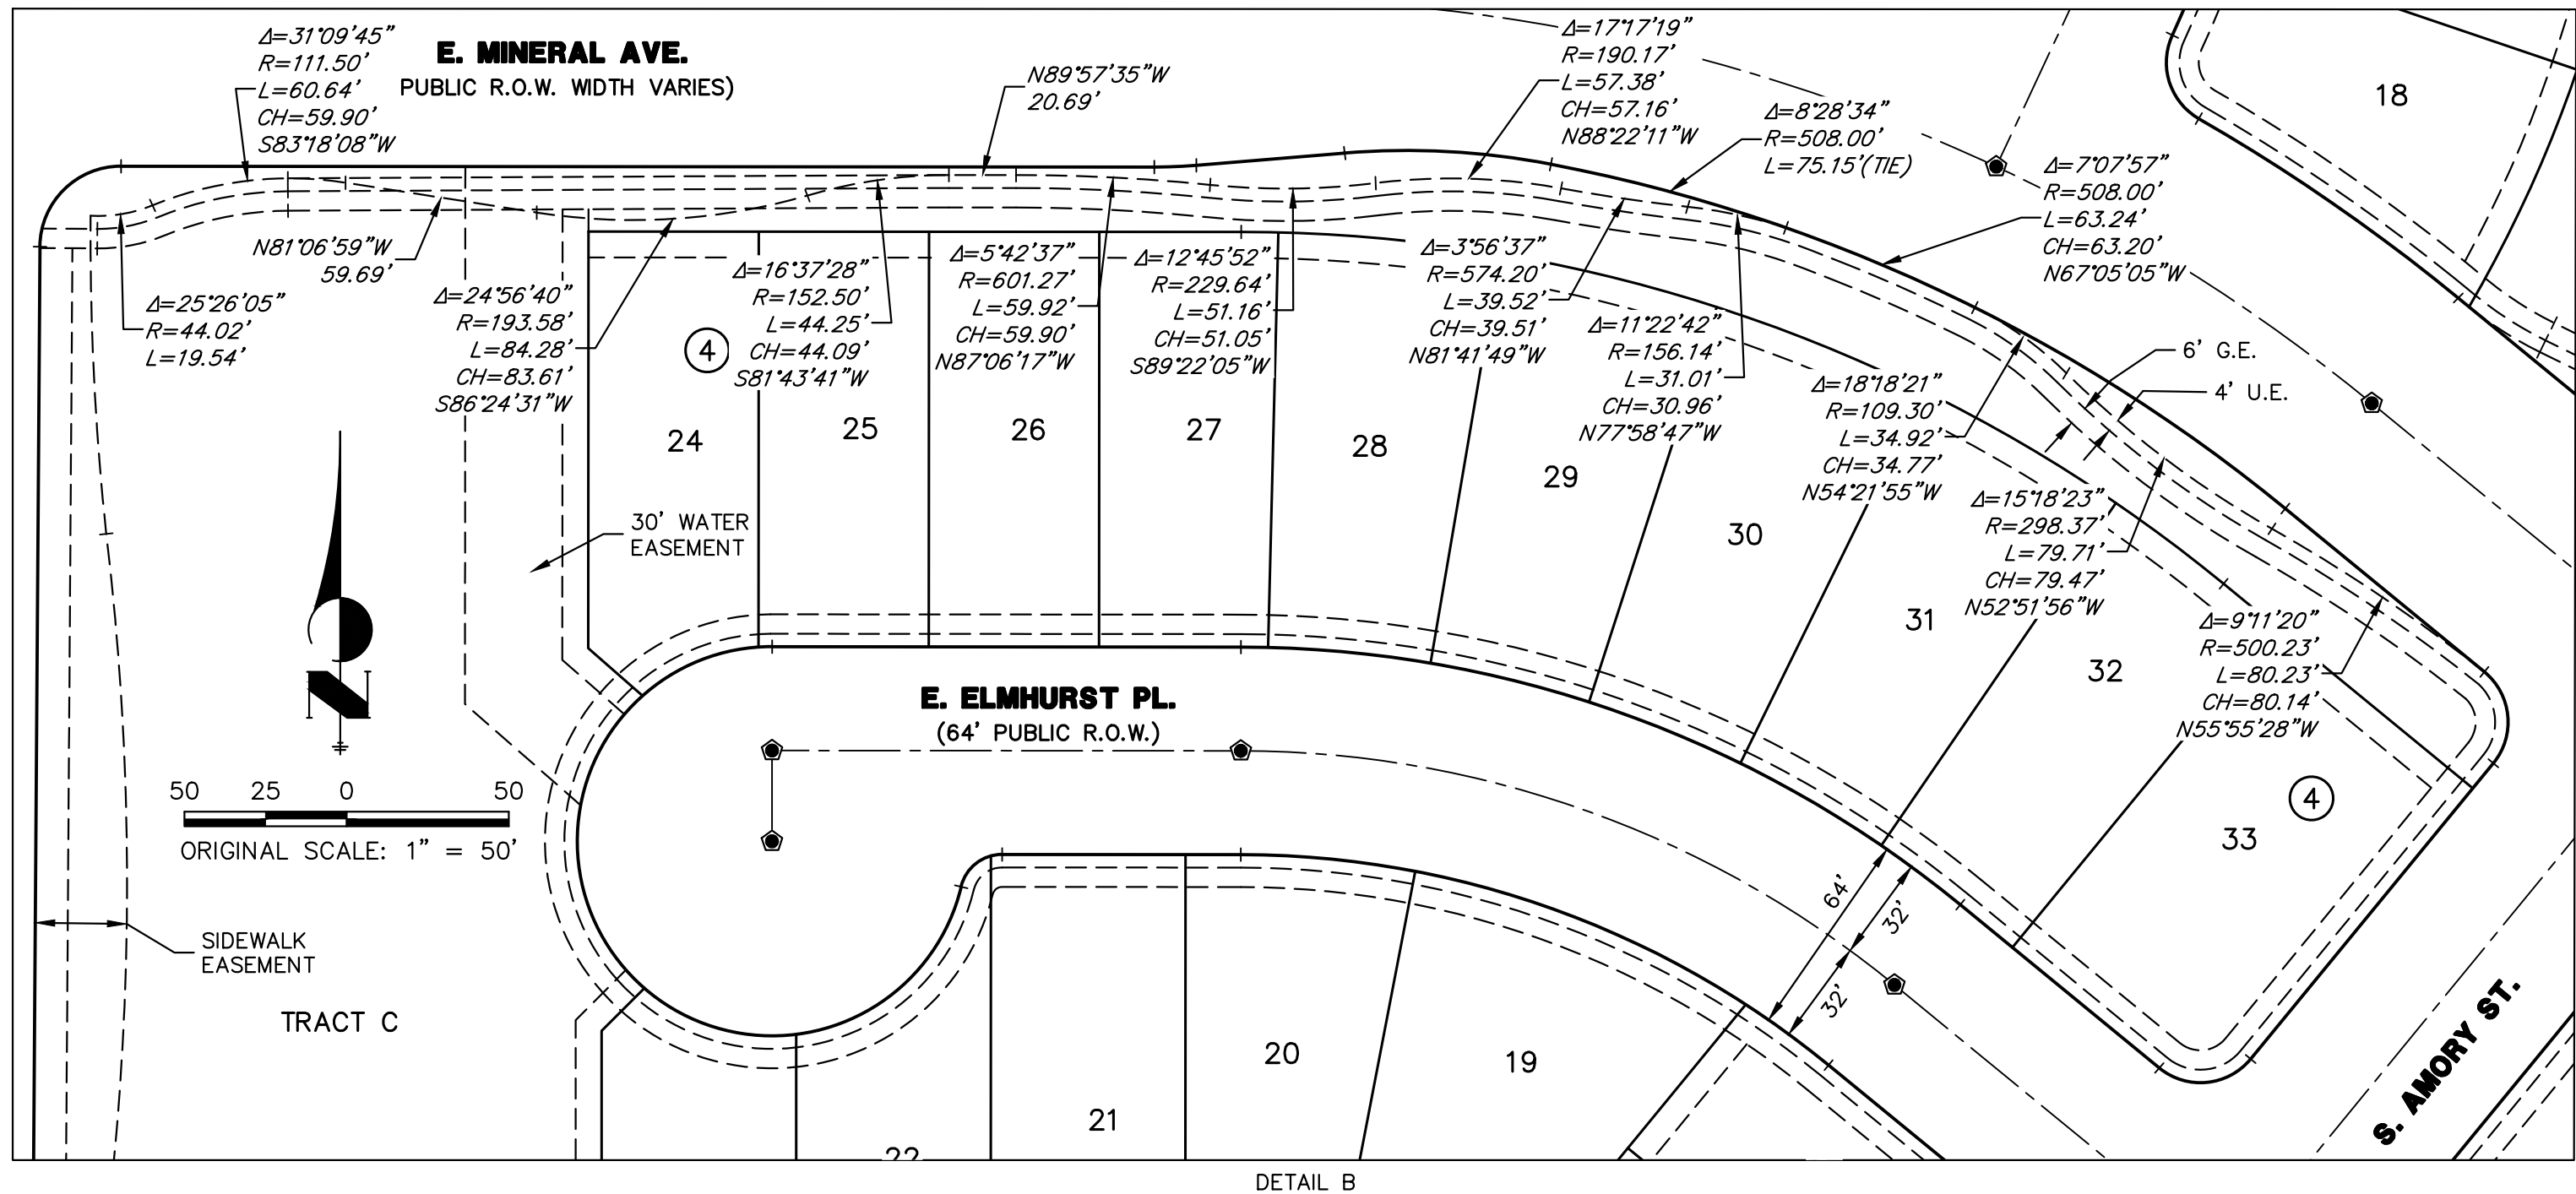 Δ=31°09'45"
R=111.50'
L=60.64'
CH=59.90'
S83°18'08"W
E. MINERAL AVE.
PUBLIC R.O.W. WIDTH VARIES)
N89°57'35"W
20.69'
Δ=17°17'19"
R=190.17'
L=57.38'
CH=57.16'
N88°22'11"W
Δ=8°28'34"
R=508.00'
L=75.15'(TIE)
Δ=7°07'57"
R=508.00'
L=63.24'
CH=63.20'
N67°05'05"W
18
N81°06'59"W
59.69'
Δ=25°26'05"
R=44.02'
L=19.54'
Δ=24°56'40"
R=193.58'
L=84.28'
CH=83.61'
S86°24'31"W
Δ=16°37'28"
R=152.50'
L=44.25'
CH=44.09'
S81°43'41"W
Δ=5°42'37"
R=601.27'
L=59.92'
CH=59.90'
N87°06'17"W
Δ=12°45'52"
R=229.64'
L=51.16'
CH=51.05'
S89°22'05"W
Δ=3°56'37"
R=574.20'
L=39.52'
CH=39.51'
N81°41'49"W
Δ=11°22'42"
R=156.14'
L=31.01'
CH=30.96'
N77°58'47"W
Δ=18°18'21"
R=109.30'
L=34.92'
CH=34.77'
N54°21'55"W
6' G.E.
4' U.E.
Δ=15°18'23"
R=298.37'
L=79.71'
CH=79.47'
N52°51'56"W
Δ=9°11'20"
R=500.23'
L=80.23'
CH=80.14'
N55°55'28"W
4
24
25
26
27
28
29
30
31
32
33
4
30' WATER
EASEMENT
N
50 25 0 50
ORIGINAL SCALE: 1" = 50'
E. ELMHURST PL.
(64' PUBLIC R.O.W.)
64'
32'
32'
SIDEWALK
EASEMENT
TRACT C
22
21
20
19
S. AMORY ST.
DETAIL B